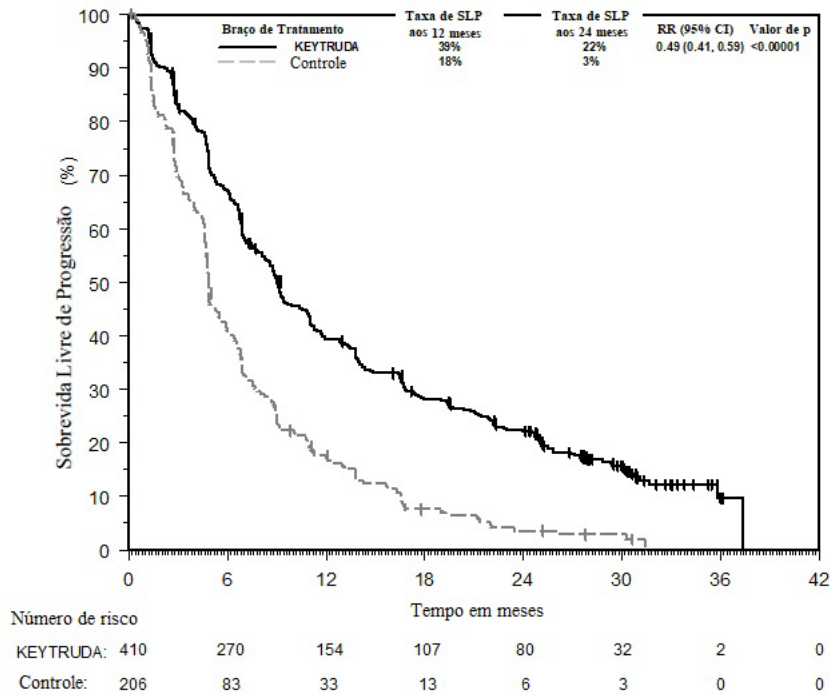 Braço de Tratamento Taxa de SLP aos 12 meses Taxa de SLP aos 24 meses RR (95% CI) Valor de p
KEYTRUDA 39% 22% 0.49 (0.41, 0.59) <0.00001
Controle 18% 3%
Sobrevida Livre de Progressão (%)
100
90
80
70
60
50
40
30
20
10
0
0 6 12 18 24 30 36 42
Tempo em meses
Número de risco
KEYTRUDA: 410 270 154 107 80 32 2 0
Controle: 206 83 33 13 6 3 0 0